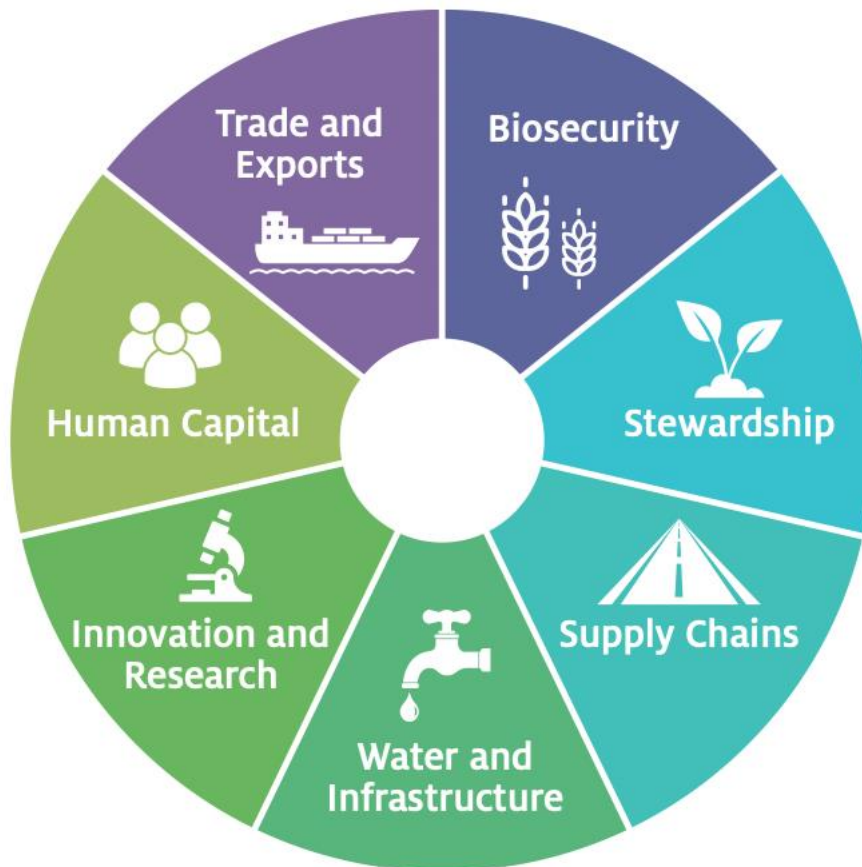 Trade and
Exports
Biosecurity
Stewardship
Supply Chains
Water and
Infrastructure
Innovation and
Research
Human Capital